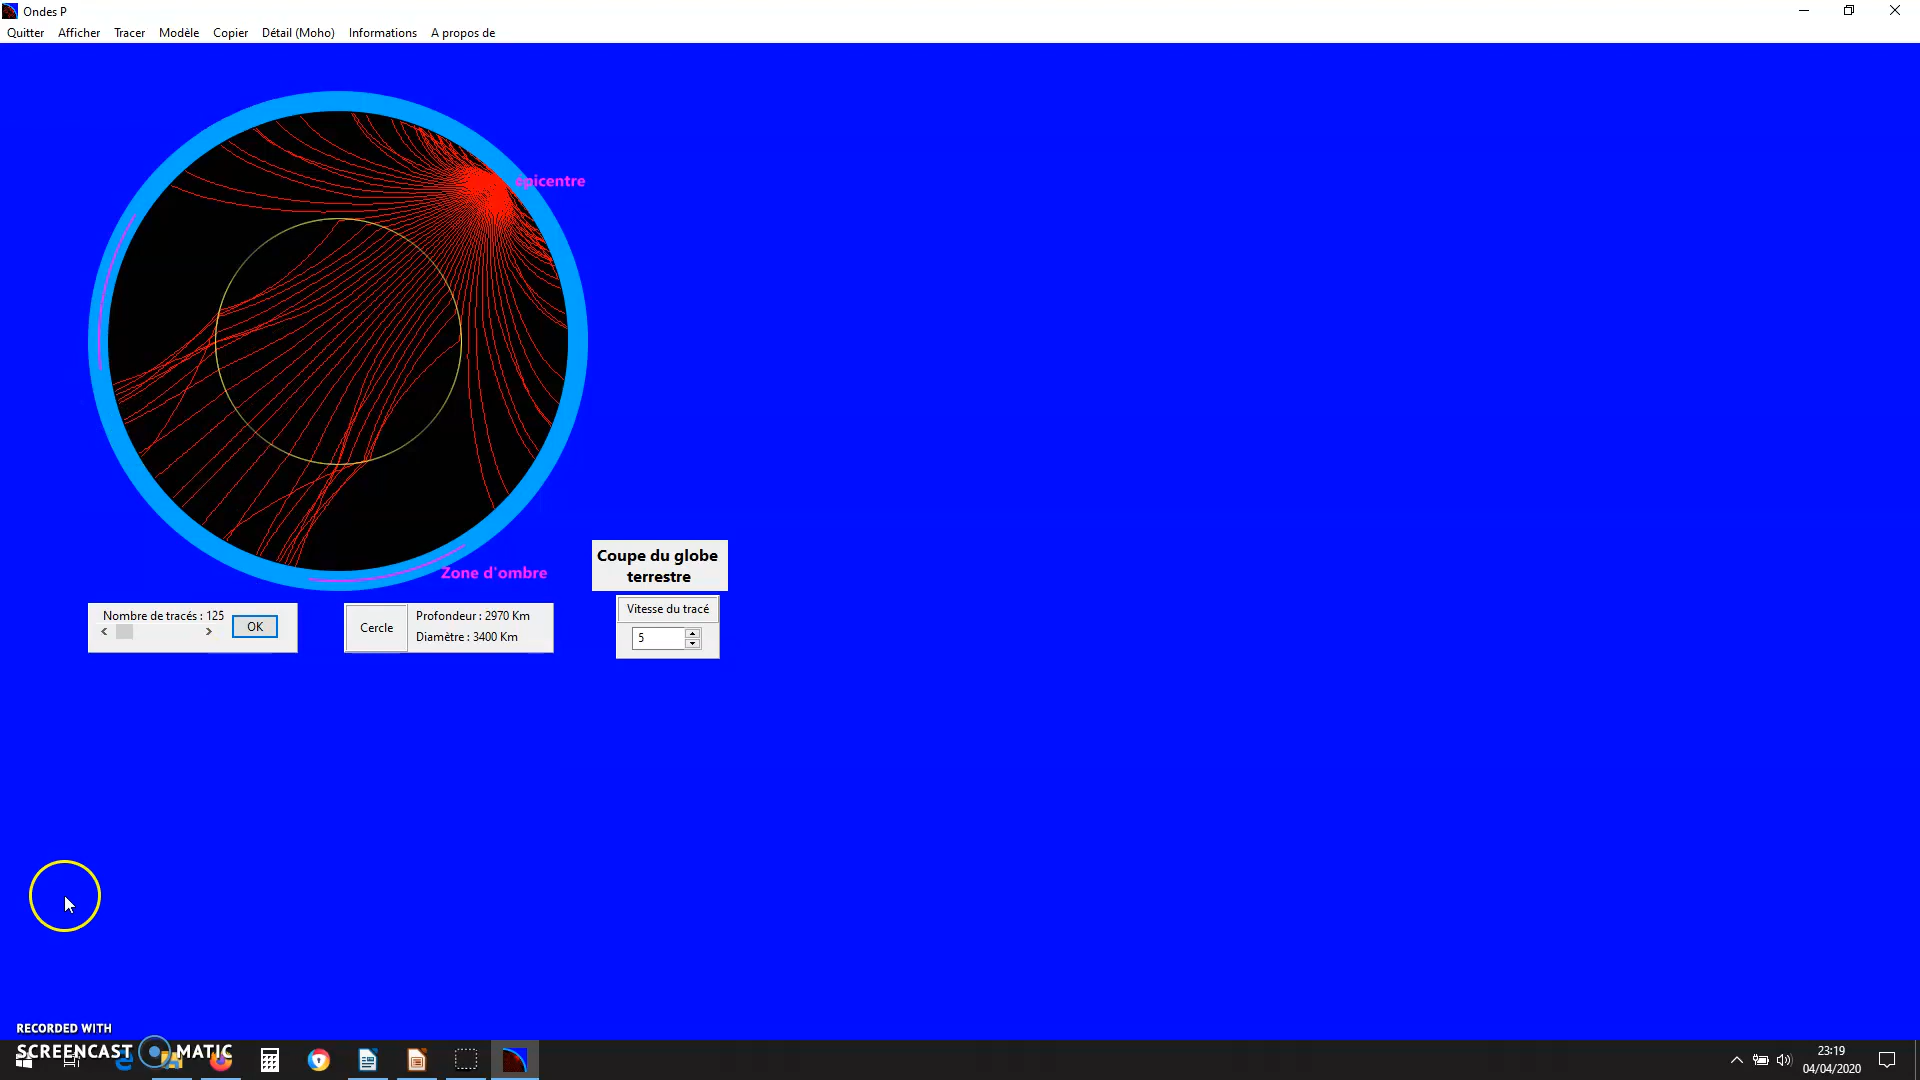 Ondes P
Quitter Afficher Tracer Modèle Copier Détail (Moho) Informations A propos de
épicentre
Zone d'ombre
Coupe du globe
terrestre
Nombre de tracés : 125
OK
Cercle
Profondeur : 2970 Km
Diamètre : 3400 Km
Vitesse du tracé
5
RECORDED WITH
SCREENCAST MATIC
23:19
04/04/2020